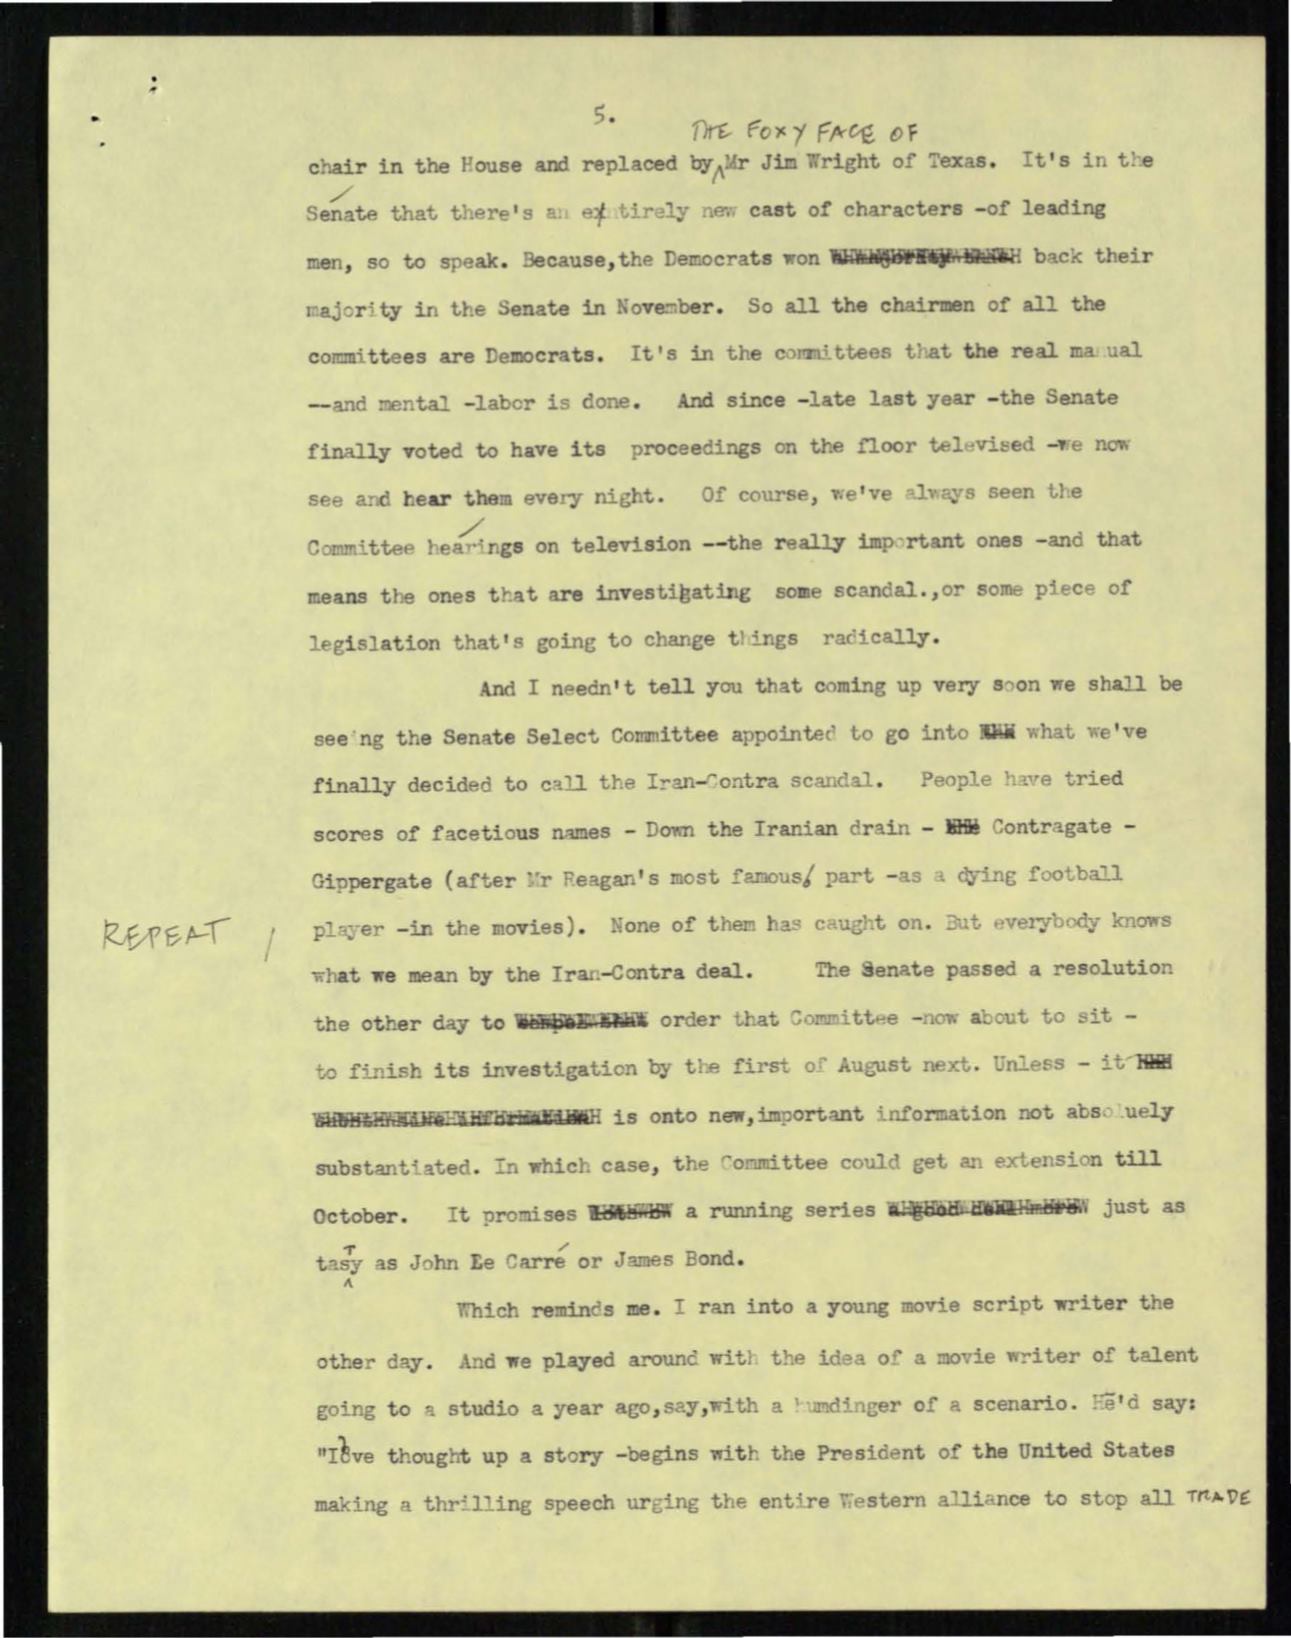 5.
THE FOXY FACE OF
chair in the House and replaced by Mr Jim Wright of Texas. It's in the
Senate that there's an extirely new cast of characters -of leading
men, so to speak. Because,the Democrats won back their
majority in the Senate in November. So all the chairmen of all the
committees are Democrats. It's in the committees that the real manual
--and mental -labor is done. And since -late last year -the Senate
finally voted to have its proceedings on the floor televised -we now
see and hear them every night. Of course, we've always seen the
Committee hearings on television --the really important ones -and that
means the ones that are investigating some scandal.,or some piece of
legislation that's going to change things radically.
And I needn't tell you that coming up very soon we shall be
seeing the Senate Select Committee appointed to go into what we've
finally decided to call the Iran-Contra scandal. People have tried
scores of facetious names - Down the Iranian drain - Contragate -
Gippergate (after Mr Reagan's most famous part -as a dying football
REPEAT / player -in the movies). None of them has caught on. But everybody knows
what we mean by the Iran-Contra deal. The Senate passed a resolution
the other day to order that Committee -now about to sit -
to finish its investigation by the first of August next. Unless - it
is onto new,important information not absoluely
substantiated. In which case, the Committee could get an extension till
October. It promises a running series just as
tasTy as John Le Carré or James Bond.
Which reminds me. I ran into a young movie script writer the
other day. And we played around with the idea of a movie writer of talent
going to a studio a year ago,say,with a humdinger of a scenario. He'd say:
"I've thought up a story -begins with the President of the United States
making a thrilling speech urging the entire Western alliance to stop all TRADE